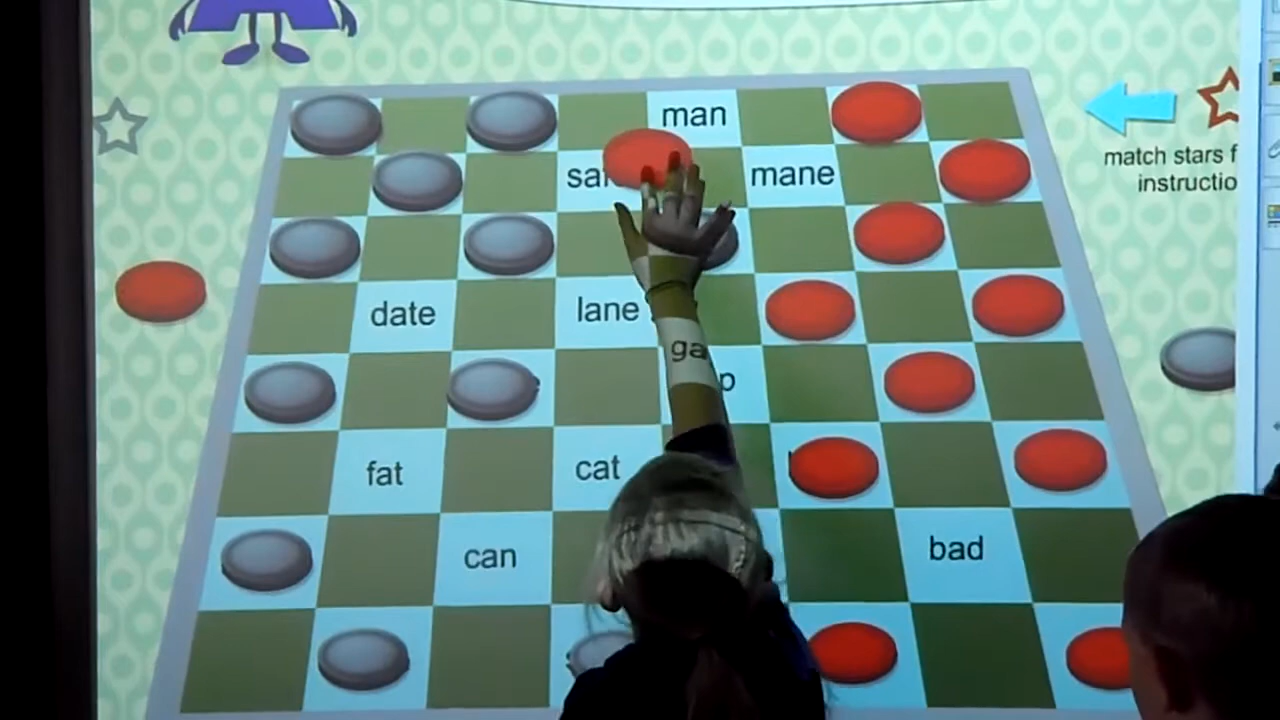 man
mane
date
lane
fat
cat
can
bad
match stars f
instructio